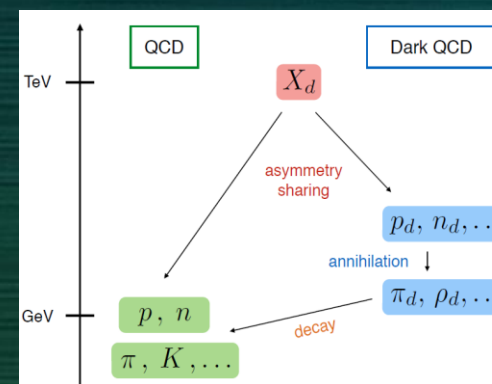 QCD
Dark QCD
TeV
X_d
asymmetry
sharing
p_d, n_d, ..
annihilation
π_d, ρ_d, ..
GeV
p, n
decay
π, K, ...